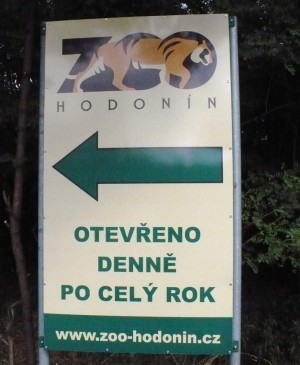 ZOO
HODONÍN
OTEVŘENO
DENNĚ
PO CELÝ ROK
www.zoo-hodonin.cz